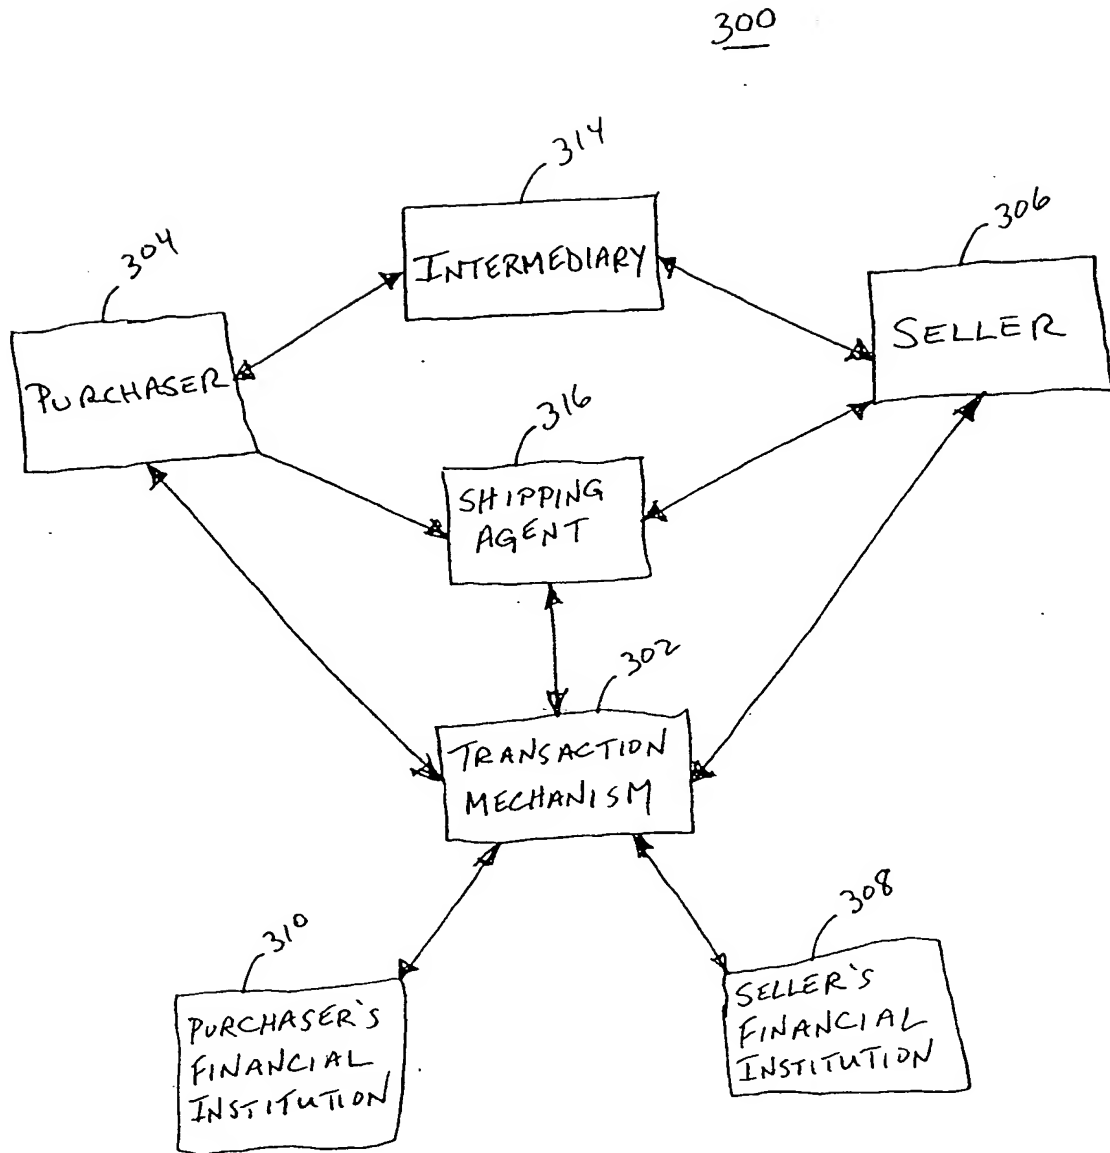 300
314
INTERMEDIARY
306
SELLER
304
PURCHASER
316
SHIPPING
AGENT
302
TRANSACTION
MECHANISM
310
PURCHASER'S
FINANCIAL
INSTITUTION
308
SELLER'S
FINANCIAL
INSTITUTION